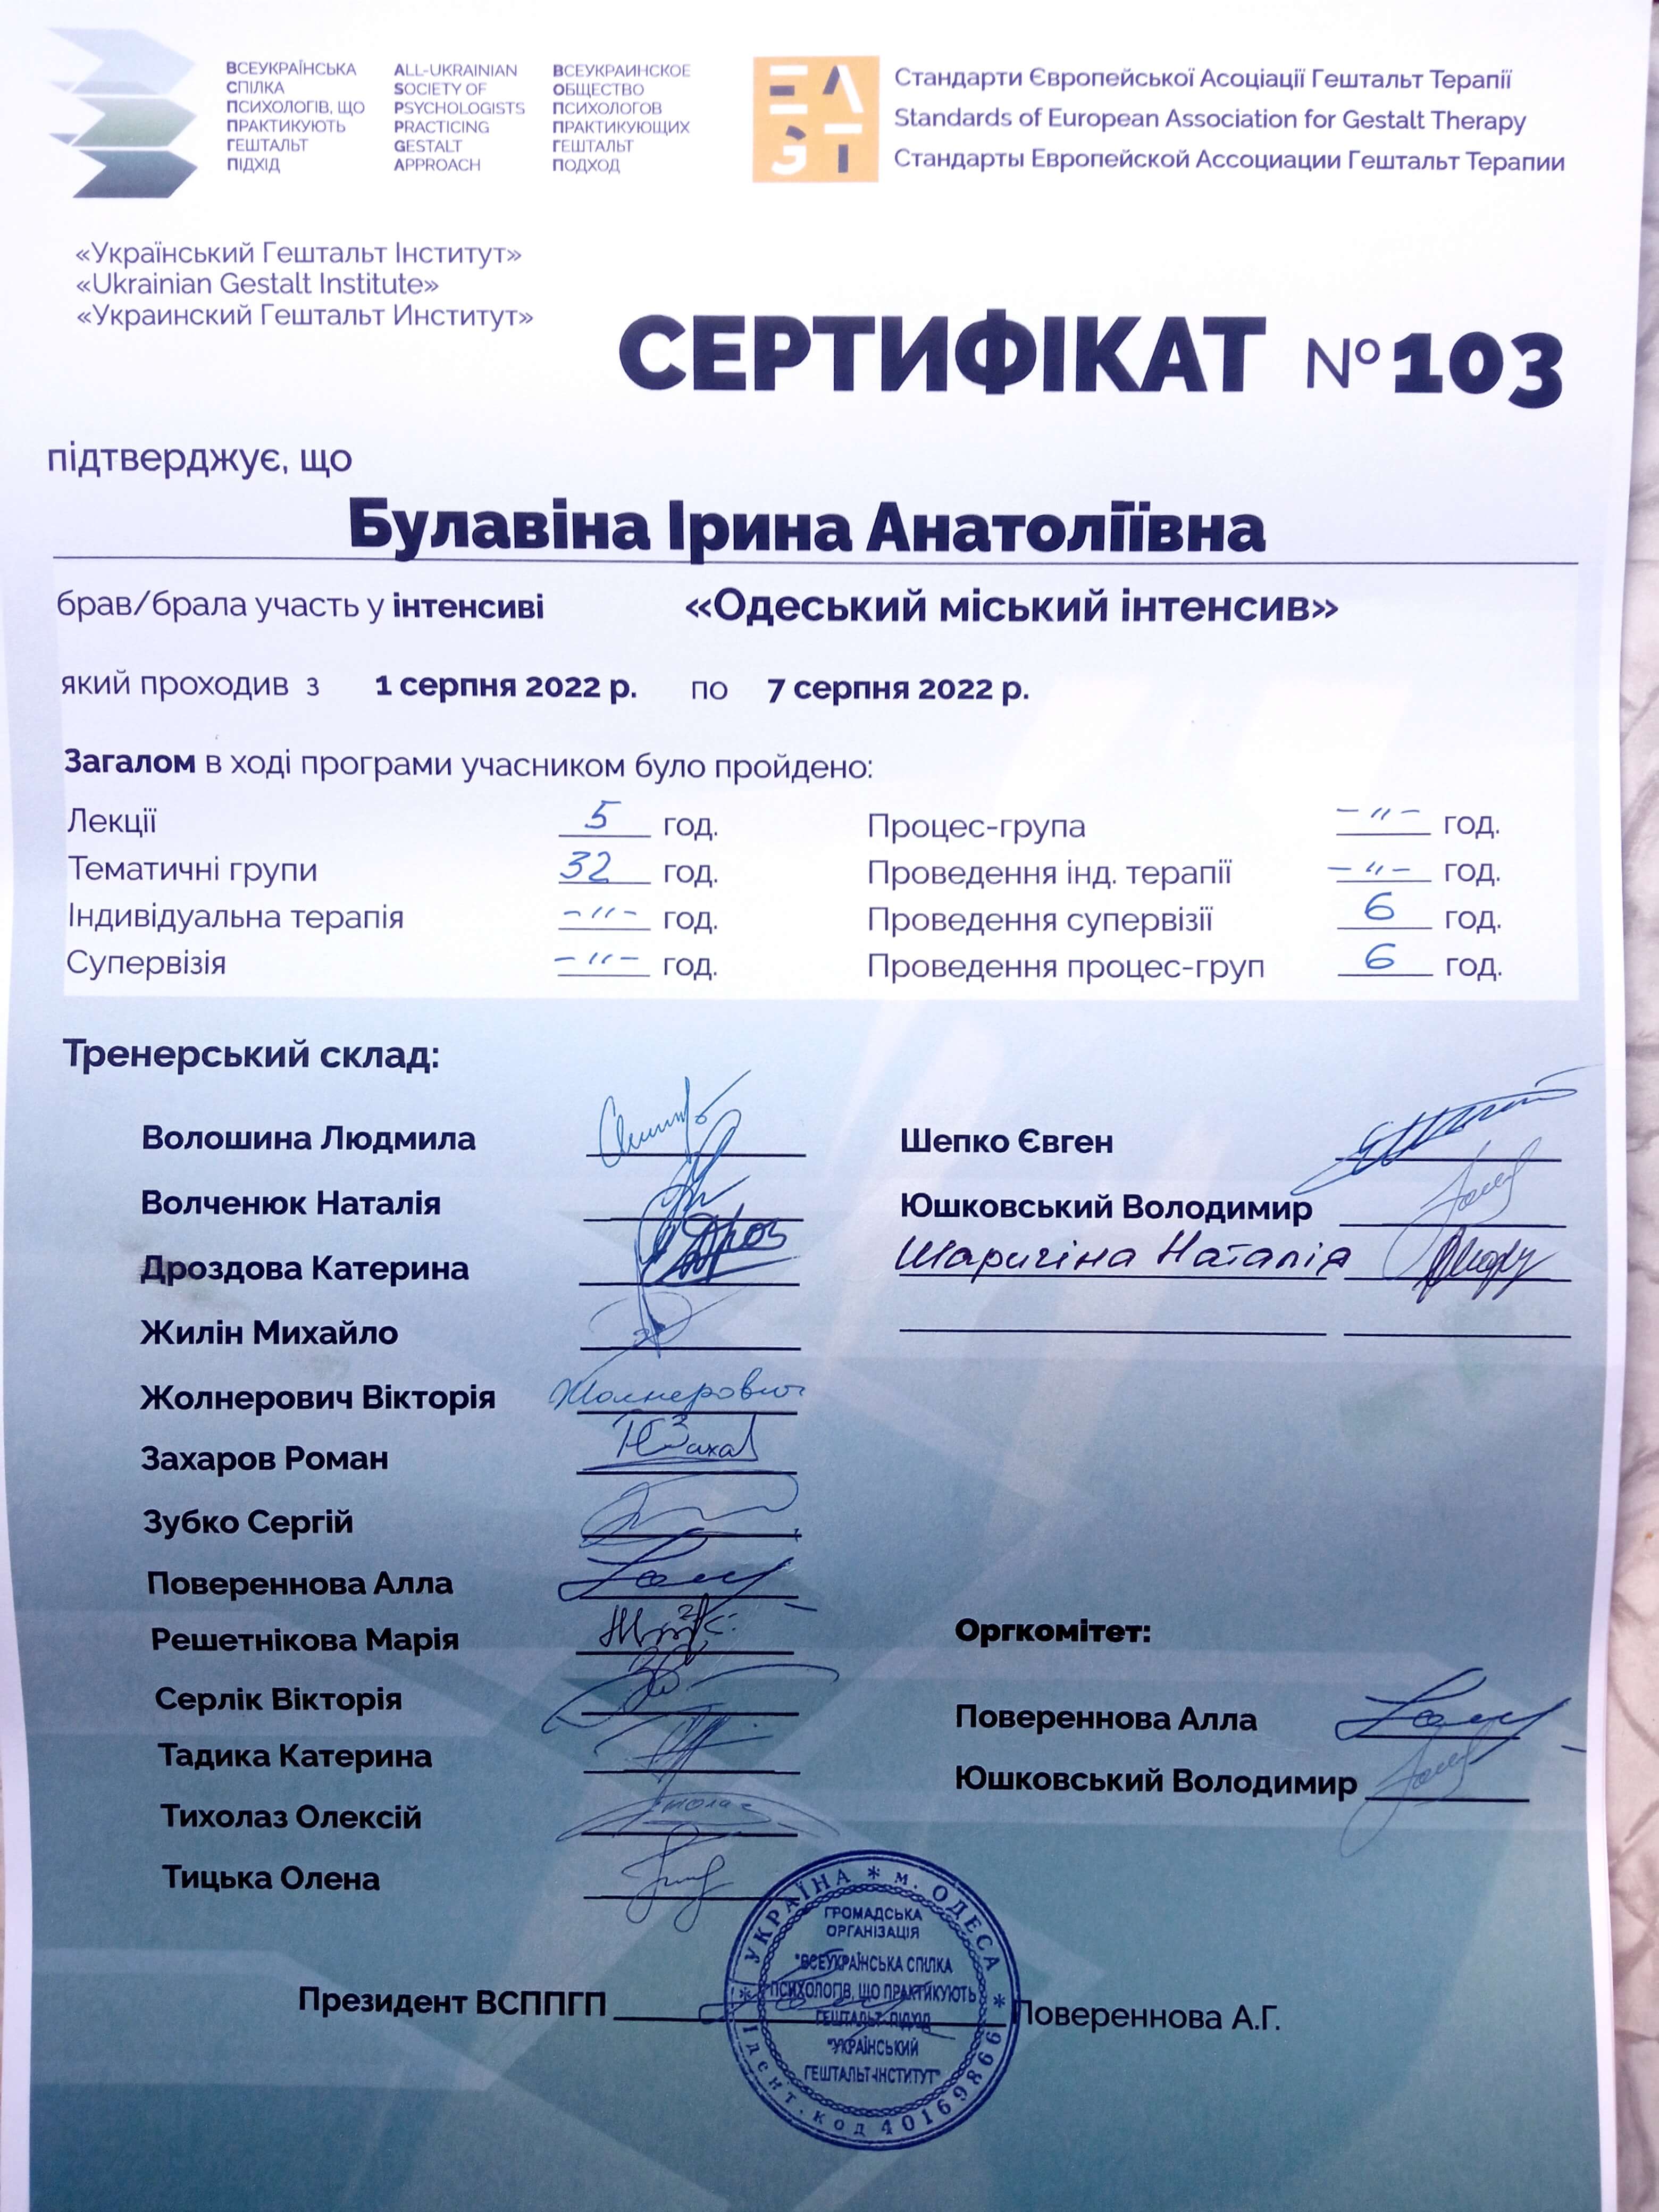 ВСЕУКРАЇНСЬКА
СПІЛКА
ПСИХОЛОГІВ, ЩО
ПРАКТИКУЮТЬ
ГЕШТАЛЬТ
ПІДХІД
ALL-UKRAINIAN
SOCIETY OF
PSYCHOLOGISTS
PRACTICING
GESTALT
APPROACH
ВСЕУКРАИНСКОЕ
ОБЩЕСТВО
ПСИХОЛОГОВ
ПРАКТИКУЮЩИХ
ГЕШТАЛЬТ
ПОДХОД
EA
GT
Стандарти Європейської Асоціації Гештальт Терапії
Standards of European Association for Gestalt Therapy
Стандарты Европейской Ассоциации Гештальт Терапии
«Український Гештальт Інститут»
«Ukrainian Gestalt Institute»
«Украинский Гештальт Институт»
СЕРТИФІКАТ №103
підтверджує, що
Булавіна Ірина Анатоліївна
брав/брала участь у інтенсиві «Одеський міський інтенсив»
який проходив з 1 серпня 2022 р. по 7 серпня 2022 р.
Загалом в ході програми учасником було пройдено:
Лекції 5 год.
Тематичні групи 32 год.
Індивідуальна терапія -"- год.
Супервізія -"- год.
Процес-група -"- год.
Проведення інд. терапії -"- год.
Проведення супервізії 6 год.
Проведення процес-груп 6 год.
Тренерський склад:
Волошина Людмила
Волченюк Наталія
Дроздова Катерина
Жилін Михайло
Жолнерович Вікторія Жолнерович
Захаров Роман
Зубко Сергій
Повереннова Алла
Решетнікова Марія
Серлік Вікторія
Тадика Катерина
Тихолаз Олексій
Тицька Олена
Шепко Євген
Юшковський Володимир
Шаригіна Наталія
Оргкомітет:
Повереннова Алла
Юшковський Володимир
Президент ВСППГП Повереннова А.Г.
* УКРАЇНА * м. ОДЕСА *
ГРОМАДСЬКА
ОРГАНІЗАЦІЯ
"ВСЕУКРАЇНСЬКА СПІЛКА
ПСИХОЛОГІВ, ЩО ПРАКТИКУЮТЬ
ГЕШТАЛЬТ-ПІДХІД
"УКРАЇНСЬКИЙ
ГЕШТАЛЬТ-ІНСТИТУТ"
Ідент. код 40169866